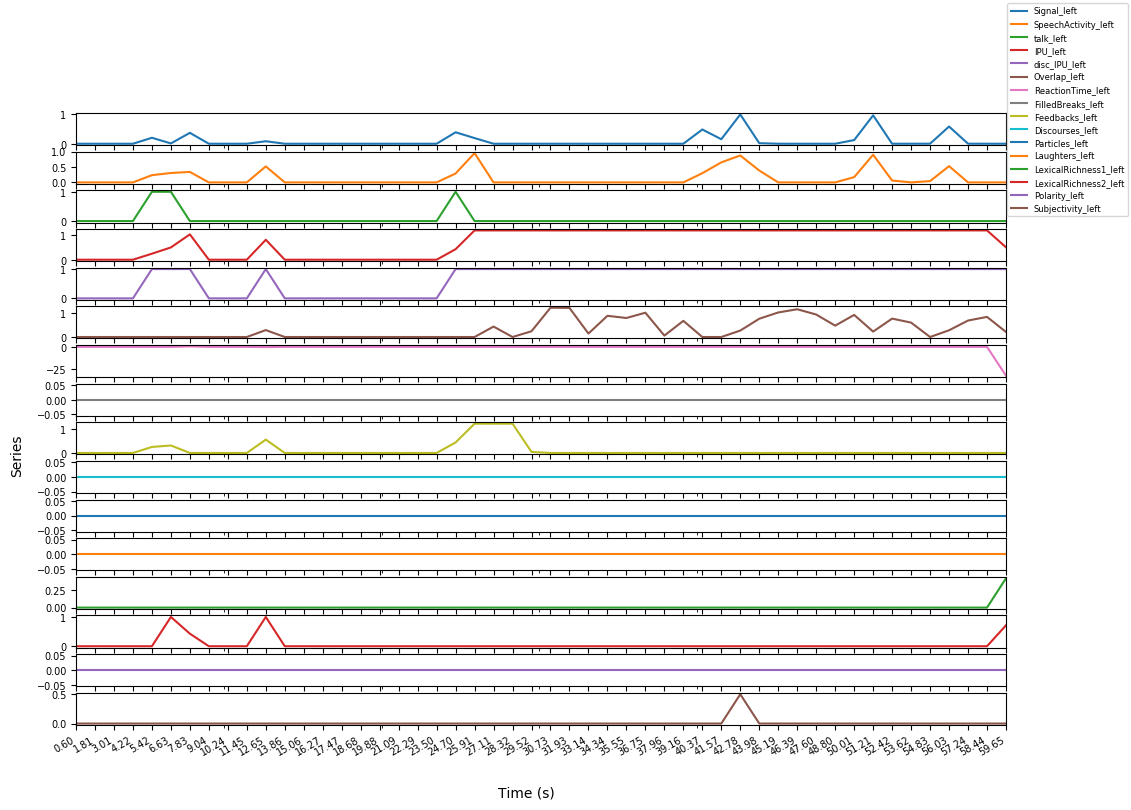 Signal_left
SpeechActivity_left
talk_left
IPU_left
disc_IPU_left
Overlap_left
ReactionTime_left
FilledBreaks_left
Feedbacks_left
Discourses_left
Particles_left
Laughters_left
LexicalRichness1_left
LexicalRichness2_left
Polarity_left
Subjectivity_left
1
0
1.0
0.5
0.0
1
0
1
0
1
0
1
0
0
−25
0.05
0.00
−0.05
1
0
0.05
0.00
−0.05
0.05
0.00
−0.05
0.05
0.00
−0.05
0.25
0.00
1
0
0.05
0.00
−0.05
0.5
0.0
Series
0.60 1.81 3.01 4.22 5.42 6.63 7.83 9.04 10.24 11.45 12.65 13.86 15.06 16.27 17.47 18.68 19.88 21.09 22.29 23.50 24.70 25.91 27.11 28.32 29.52 30.73 31.93 33.14 34.34 35.55 36.75 37.96 39.16 40.37 41.57 42.78 43.98 45.19 46.39 47.60 48.80 50.01 51.21 52.42 53.62 54.83 56.03 57.24 58.44 59.65
Time (s)